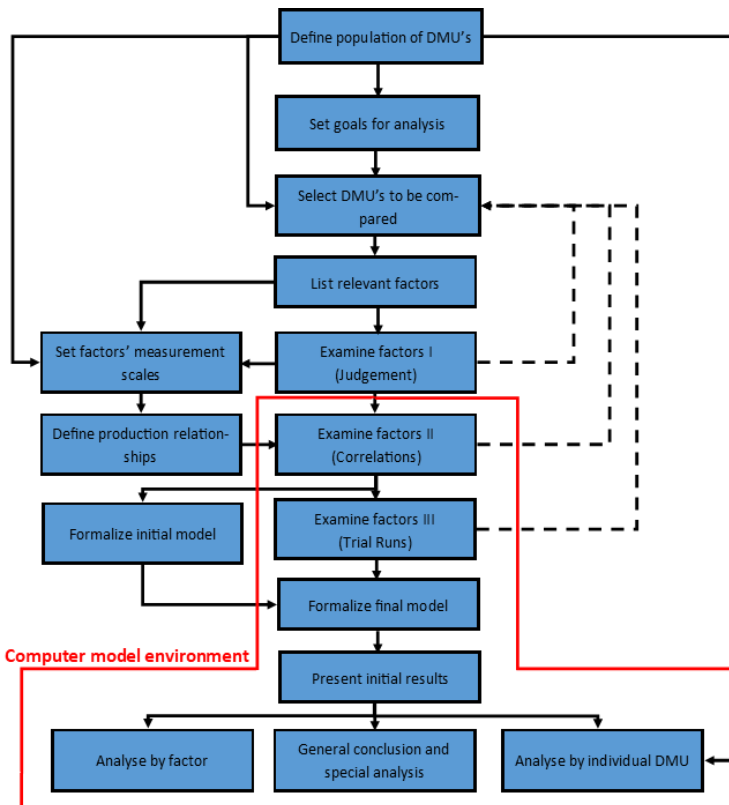 Define population of DMU's
Set goals for analysis
Select DMU's to be com-
pared
List relevant factors
Set factors' measurement
scales
Examine factors I
(Judgement)
Define production relation-
ships
Examine factors II
(Correlations)
Formalize initial model
Examine factors III
(Trial Runs)
Formalize final model
Computer model environment
Present initial results
Analyse by factor
General conclusion and
special analysis
Analyse by individual DMU